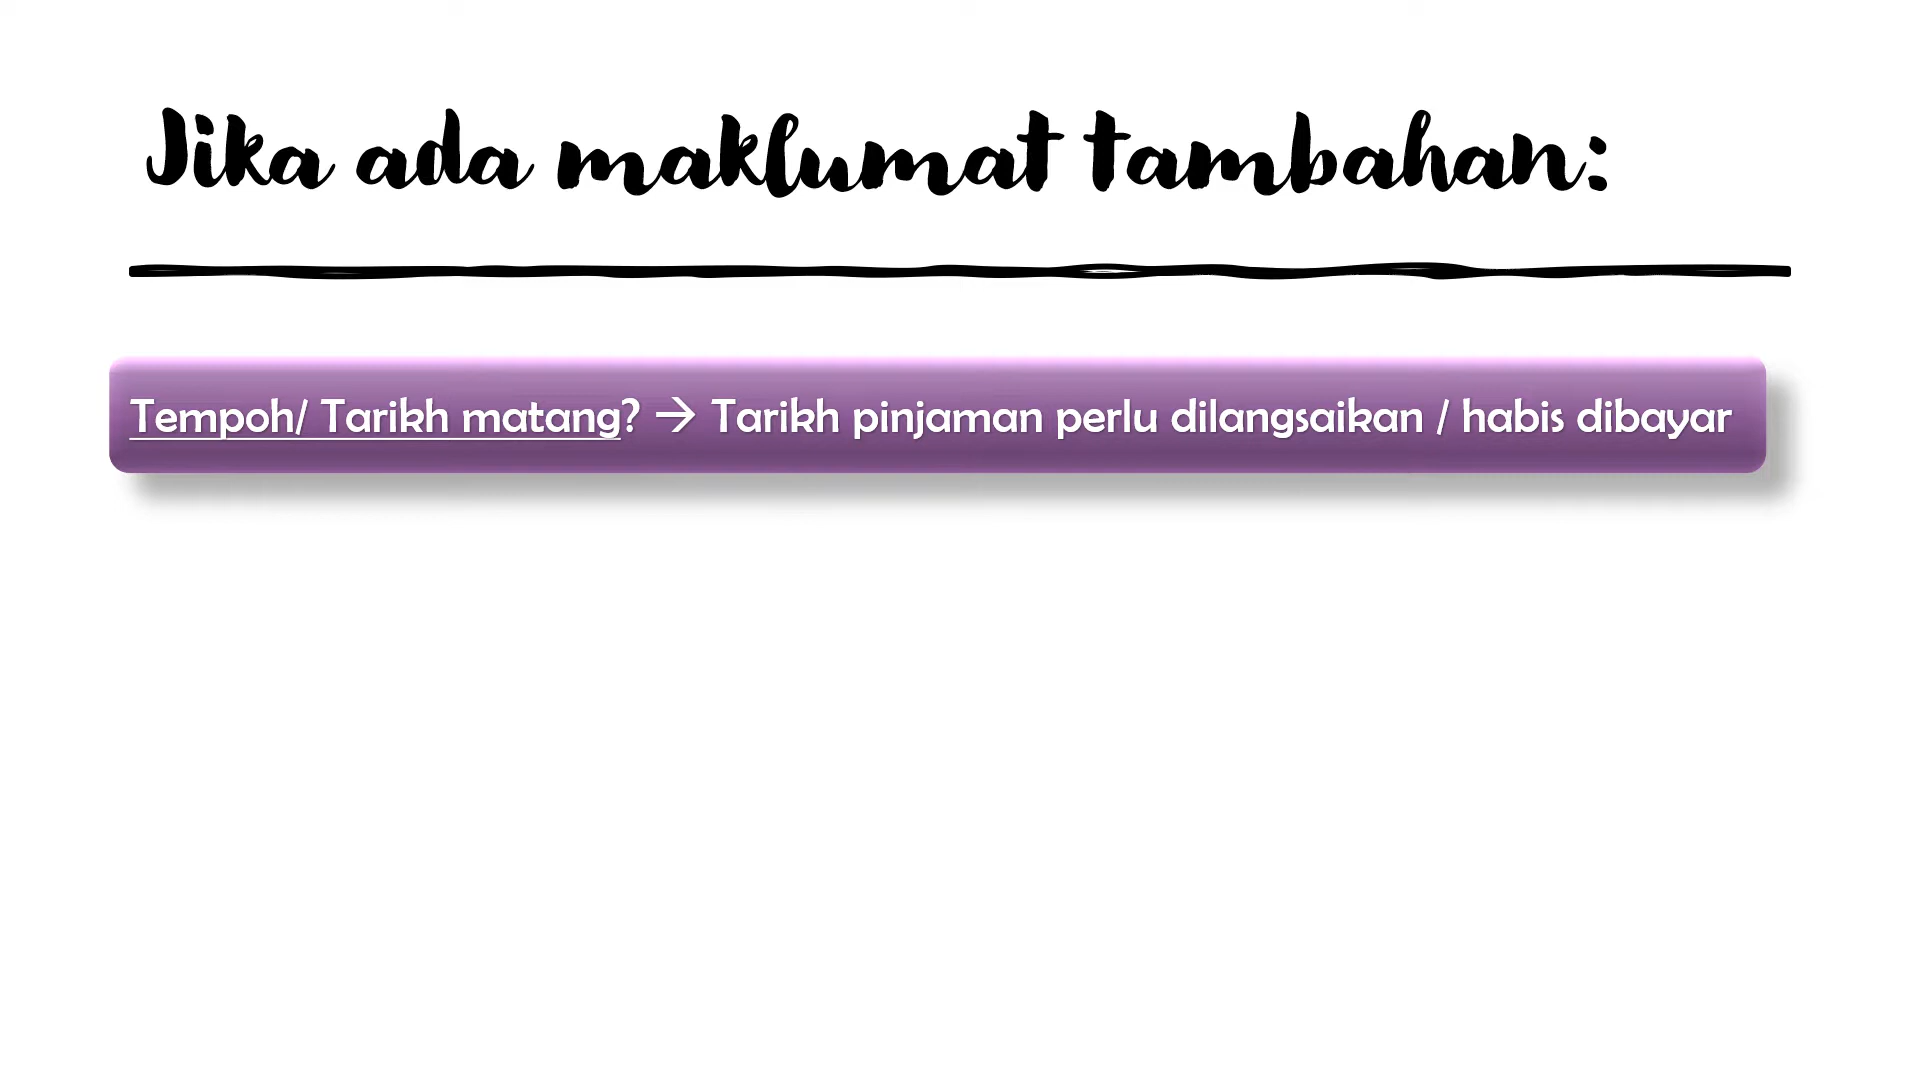 Jika ada maklumat tambahan:
Tempoh/ Tarikh matang? → Tarikh pinjaman perlu dilangsaikan / habis dibayar